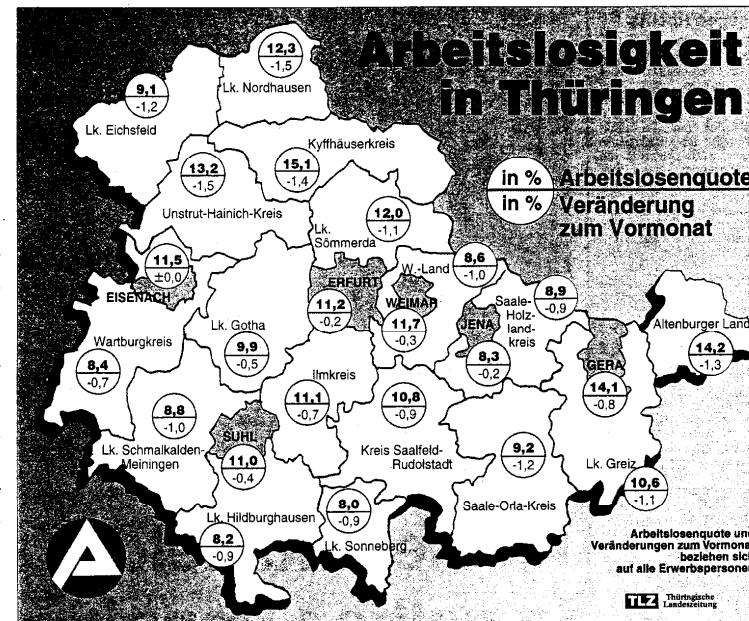 Arbeitslosigkeit
in Thüringen
in % Arbeitslosenquote
in % Veränderung
zum Vormonat
12,3
-1,5
Lk. Nordhausen
9,1
-1,2
Lk. Eichsfeld
Kyffhäuserkreis
15,1
-1,4
13,2
-1,5
Unstrut-Hainich-Kreis
12,0
-1,1
Lk.
Sömmerda
11,5
±0,0
EISENACH
ERFURT
11,2
-0,2
W.-Land
8,6
-1,0
WEIMAR
11,7
-0,3
JENA
8,3
-0,2
8,9
-0,9
Saale-
Holz-
land-
kreis
Altenburger Land
14,2
-1,3
GERA
14,1
-0,8
Wartburgkreis
8,4
-0,7
Lk. Gotha
9,9
-0,5
Ilmkreis
11,1
-0,7
10,8
-0,9
Kreis Saalfeld-
Rudolstadt
8,8
-1,0
Lk. Schmalkalden-
Meiningen
SUHL
11,0
-0,4
9,2
-1,2
Saale-Orla-Kreis
Lk. Greiz
10,6
-1,1
Lk. Hildburghausen
8,2
-0,9
8,0
-0,9
Lk. Sonneberg
Arbeitslosenquote un
Veränderungen zum Vormona
beziehen sic
auf alle Erwerbspersone
TLZ Thüringische
Landeszeitung